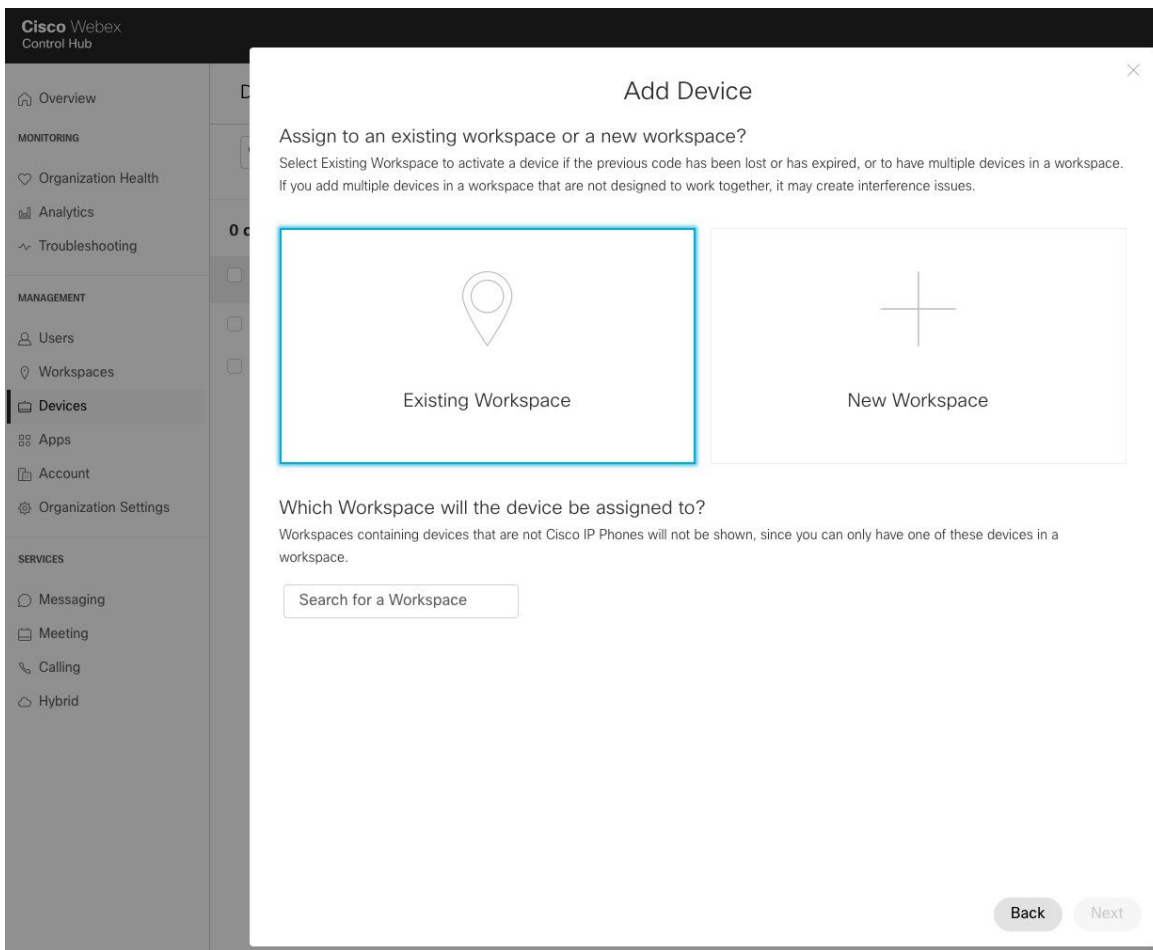 Cisco Webex
Control Hub
Overview
MONITORING
Organization Health
Analytics
Troubleshooting
MANAGEMENT
Users
Workspaces
Devices
Apps
Account
Organization Settings
SERVICES
Messaging
Meeting
Calling
Hybrid
D
0 d
Add Device
Assign to an existing workspace or a new workspace?
Select Existing Workspace to activate a device if the previous code has been lost or has expired, or to have multiple devices in a workspace.
If you add multiple devices in a workspace that are not designed to work together, it may create interference issues.
Existing Workspace
New Workspace
Which Workspace will the device be assigned to?
Workspaces containing devices that are not Cisco IP Phones will not be shown, since you can only have one of these devices in a
workspace.
Search for a Workspace
Back
Next